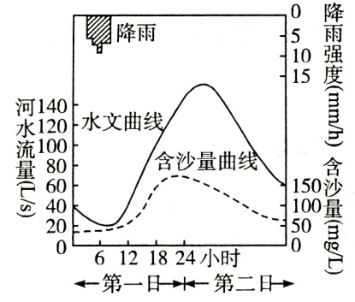 降雨
0
5
10
15
降雨强度(mm/h)
河水流量(L/s)
140
120
100
80
60
40
20
0
水文曲线
含沙量曲线
150
100
50
0
含沙量(mg/L)
6 12 18 24 小时
第一日 第二日